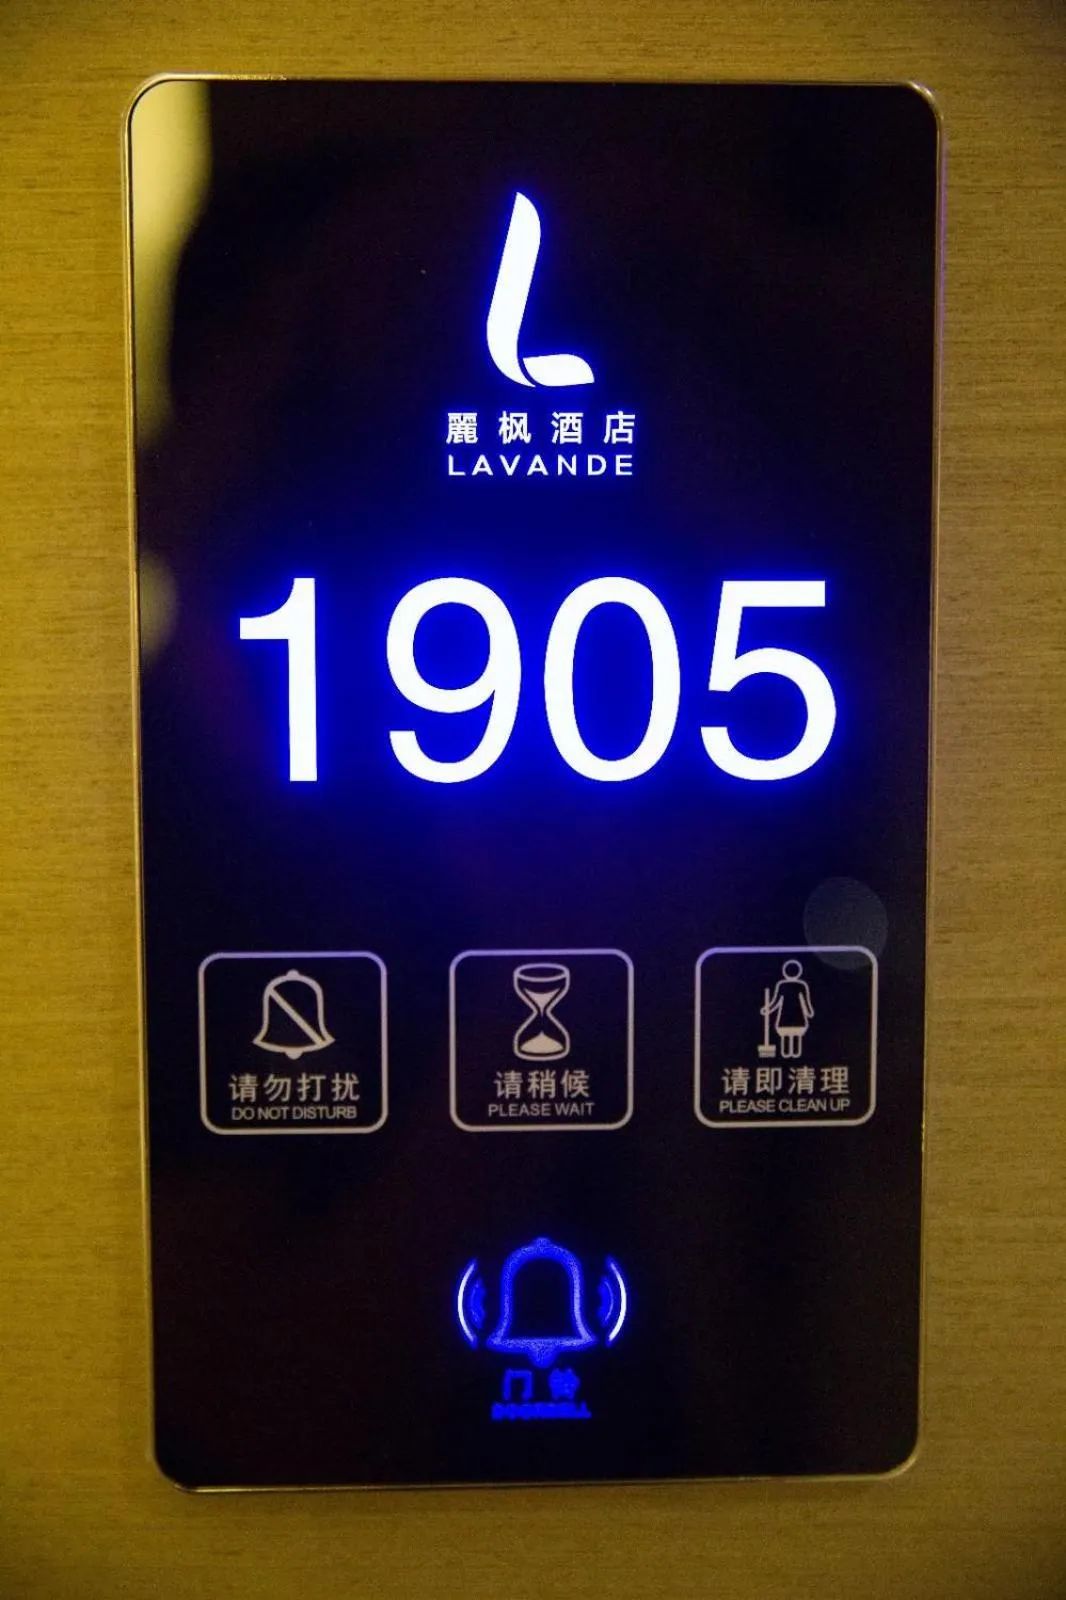 麗枫酒店
LAVANDE
1905
请勿打扰
DO NOT DISTURB
请稍候
PLEASE WAIT
请即清理
PLEASE CLEAN UP
门铃
DOORBELL